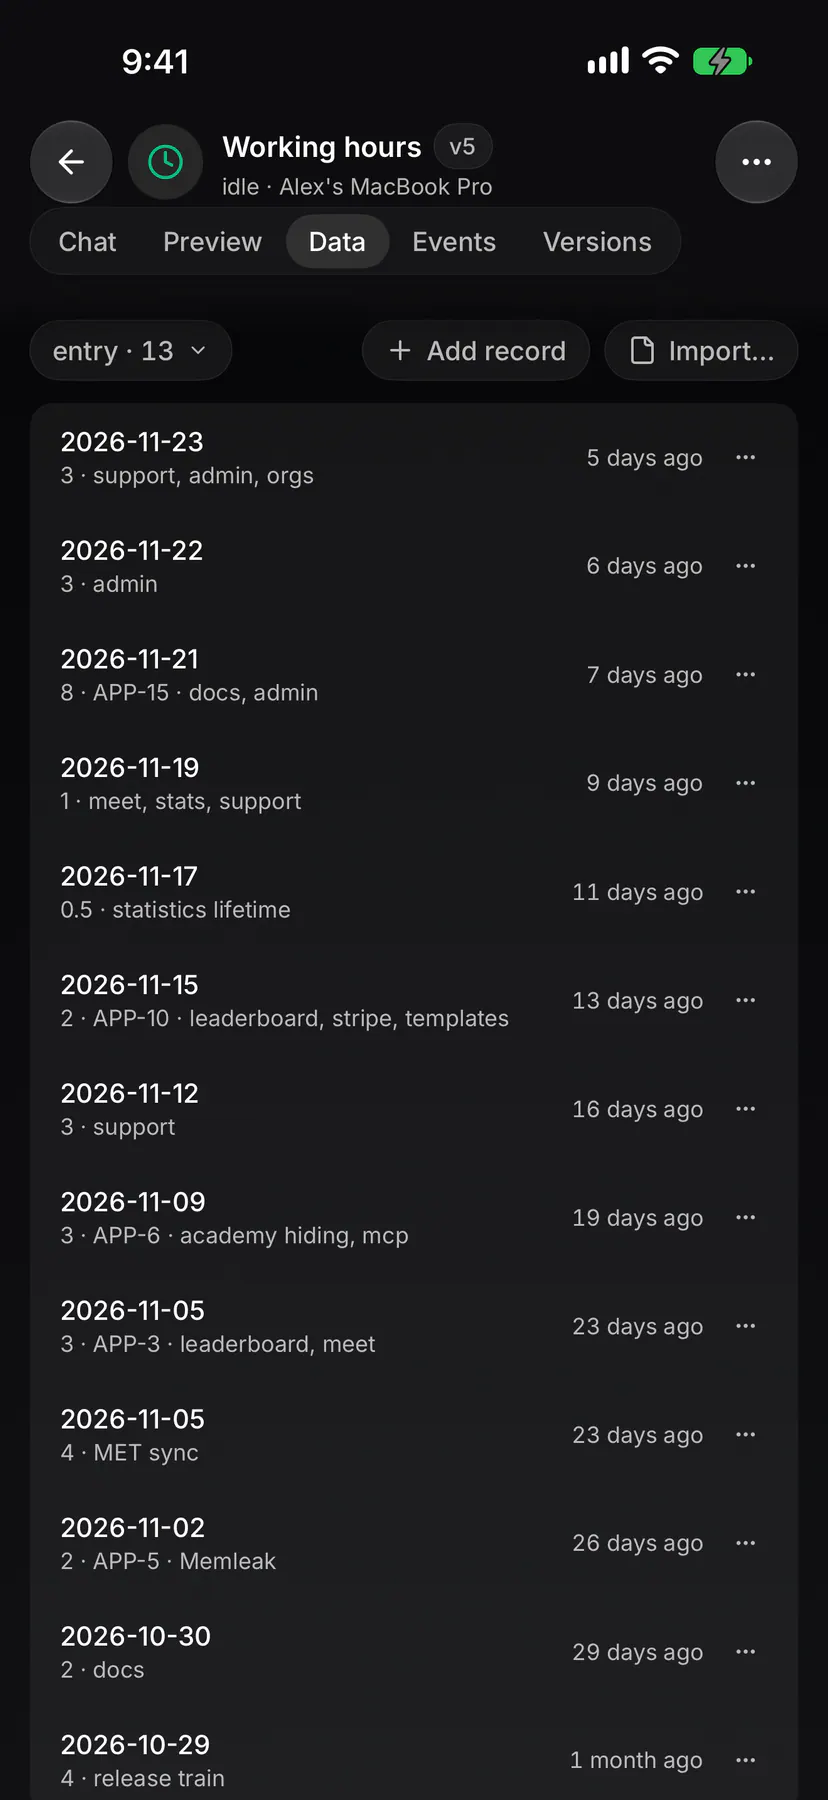 9:41
Working hours v5
idle · Alex's MacBook Pro
Chat Preview Data Events Versions
entry · 13 Add record Import...
2026-11-23
3 · support, admin, orgs
5 days ago
2026-11-22
3 · admin
6 days ago
2026-11-21
8 · APP-15 · docs, admin
7 days ago
2026-11-19
1 · meet, stats, support
9 days ago
2026-11-17
0.5 · statistics lifetime
11 days ago
2026-11-15
2 · APP-10 · leaderboard, stripe, templates
13 days ago
2026-11-12
3 · support
16 days ago
2026-11-09
3 · APP-6 · academy hiding, mcp
19 days ago
2026-11-05
3 · APP-3 · leaderboard, meet
23 days ago
2026-11-05
4 · MET sync
23 days ago
2026-11-02
2 · APP-5 · Memleak
26 days ago
2026-10-30
2 · docs
29 days ago
2026-10-29
4 · release train
1 month ago